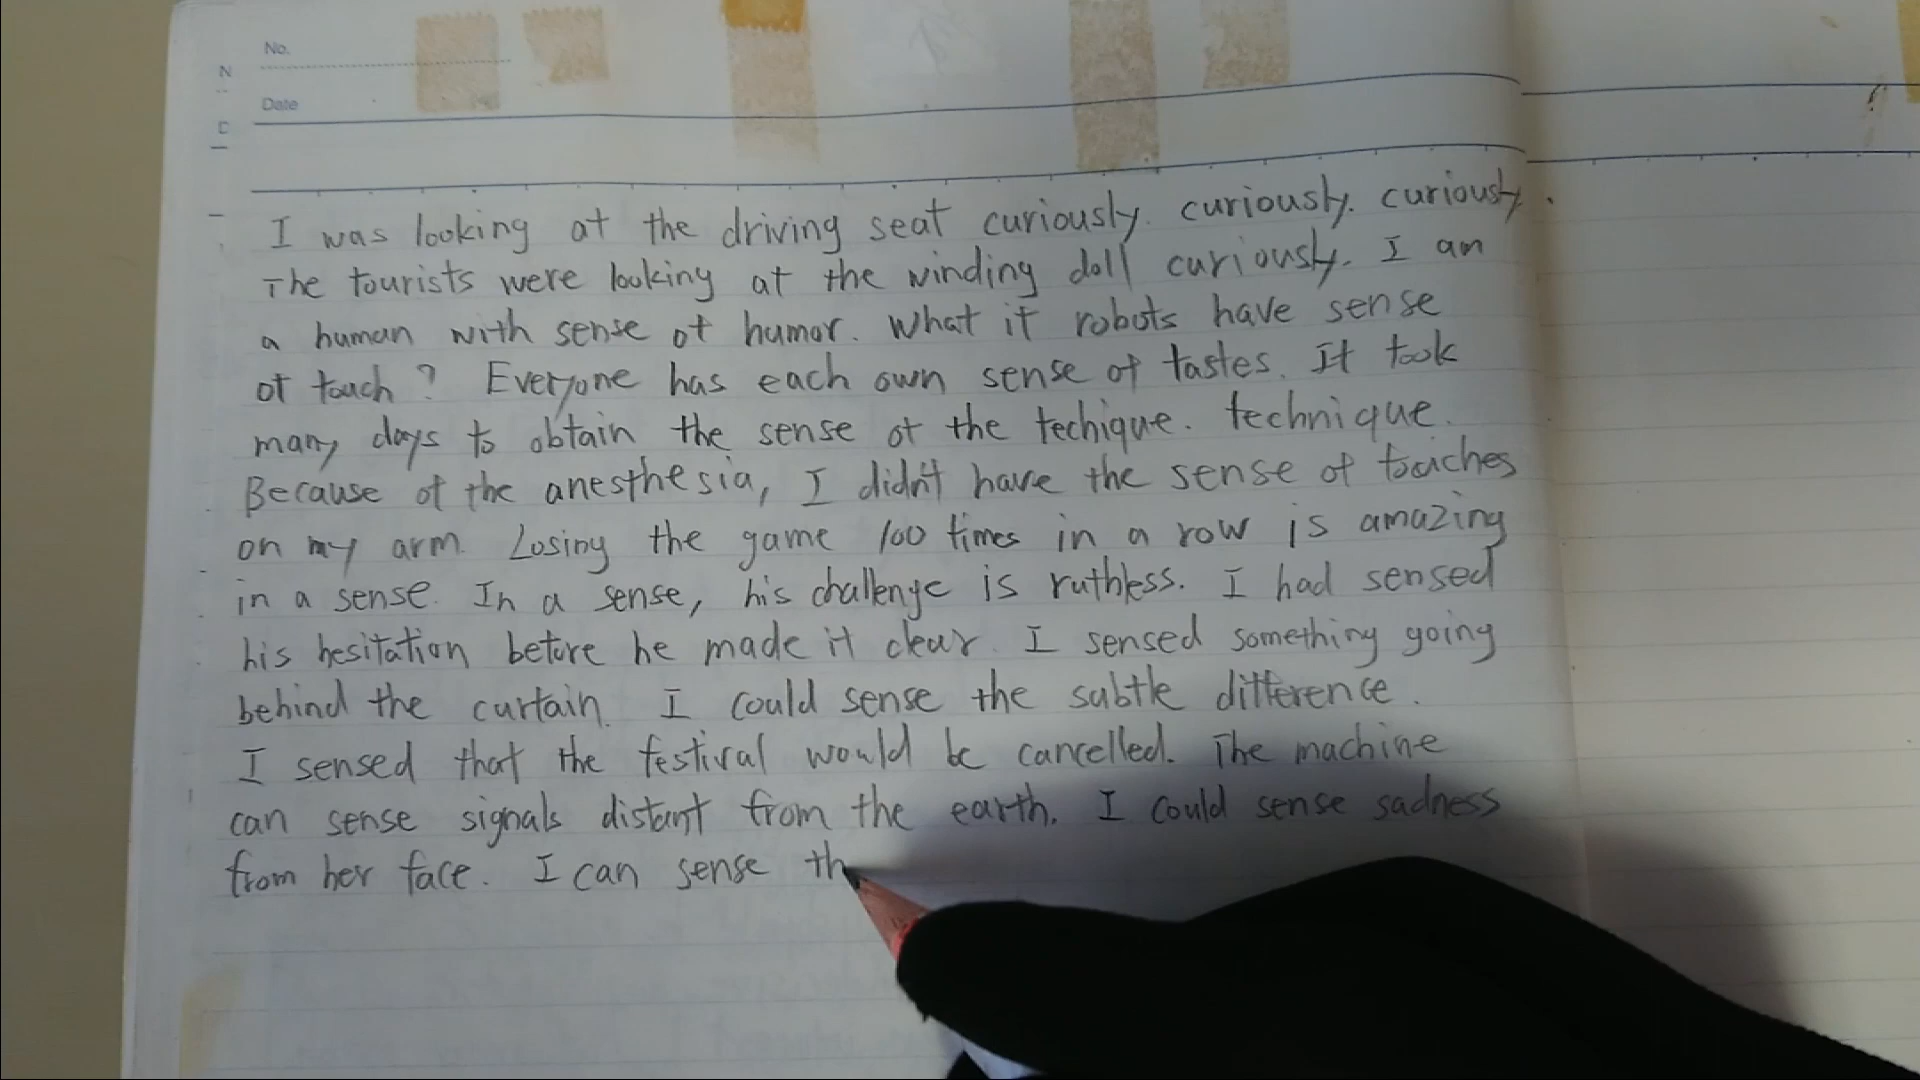 No.
N
Date
D
I was looking at the driving seat curiously. curiously. curiously.
The tourists were looking at the winding doll curiously. I am
a human with sense of humor. What if robots have sense
of touch? Everyone has each own sense of tastes. It took
many days to obtain the sense of the techique. technique.
Because of the anesthesia, I didn't have the sense of touches
on my arm. Losing the game 100 times in a row is amazing
in a sense. In a sense, his challenge is ruthless. I had sensed
his hesitation before he made it clear. I sensed something going
behind the curtain. I could sense the subtle difference.
I sensed that the festival would be cancelled. The machine
can sense signals distant from the earth. I could sense sadness
from her face. I can sense th